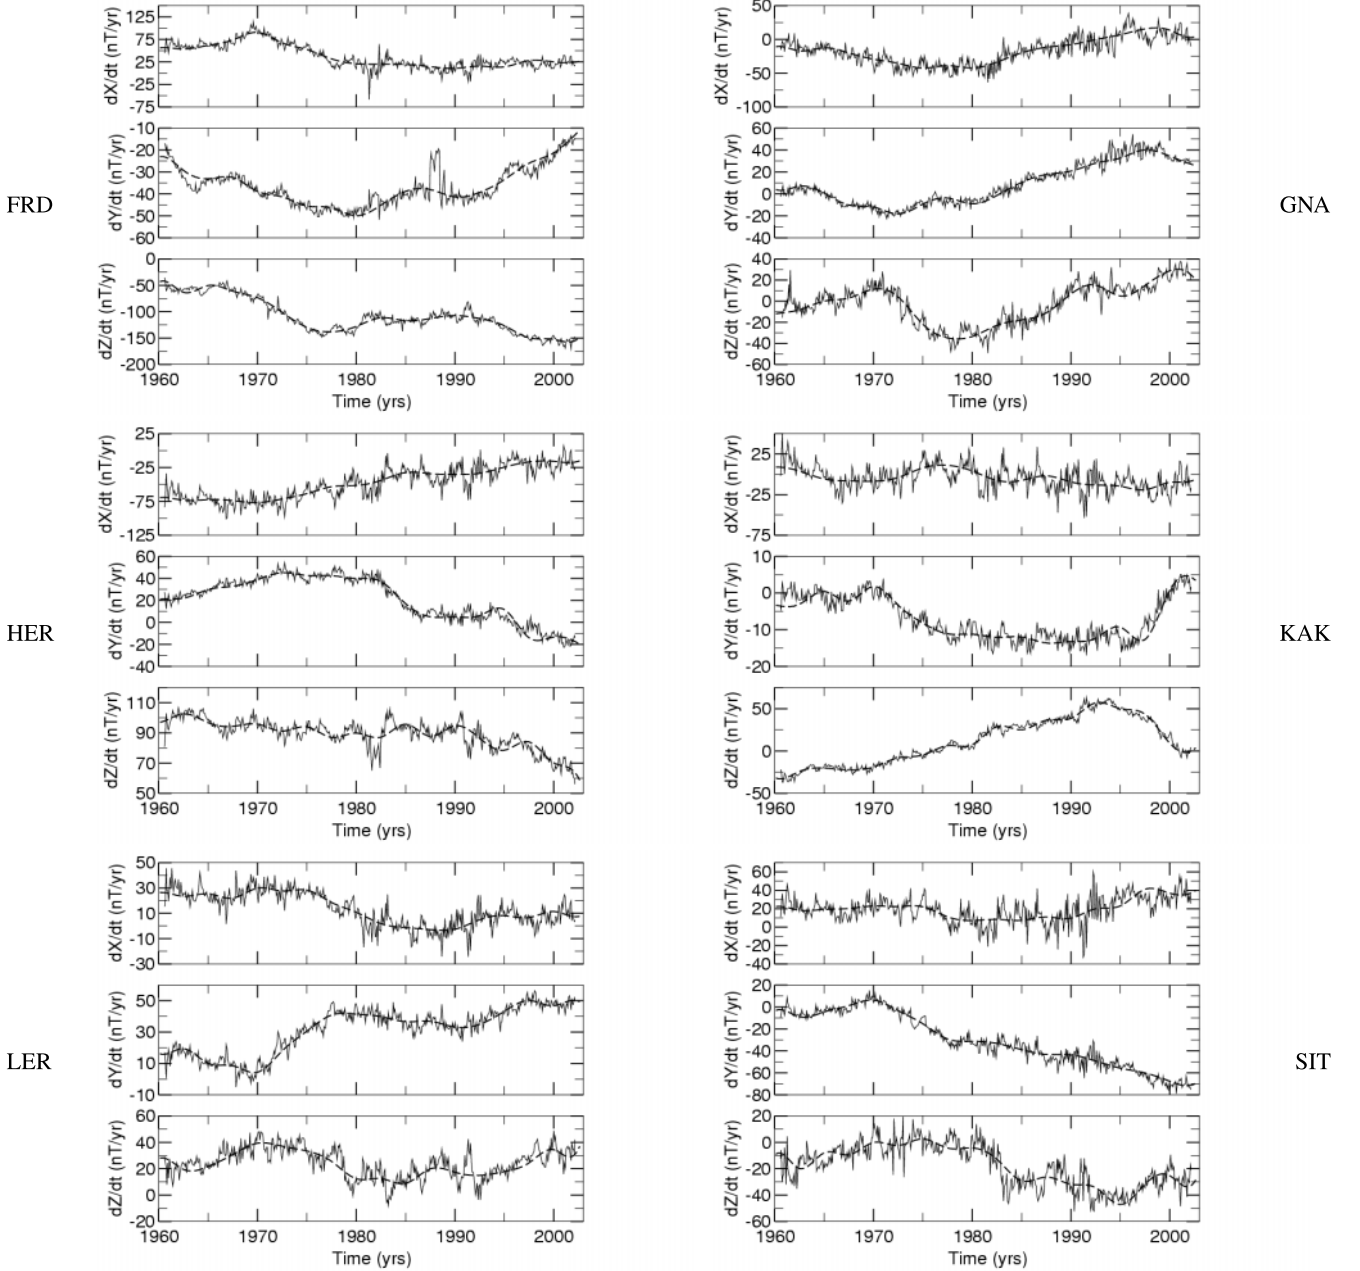 FRD
dX/dt (nT/yr)
125
75
25
-25
-75
dY/dt (nT/yr)
-10
-20
-30
-40
-50
-60
dZ/dt (nT/yr)
0
-50
-100
-150
-200
1960 1970 1980 1990 2000
Time (yrs)
GNA
dX/dt (nT/yr)
50
0
-50
-100
dY/dt (nT/yr)
60
40
20
0
-20
-40
dZ/dt (nT/yr)
40
20
0
-20
-40
-60
1960 1970 1980 1990 2000
Time (yrs)
HER
dX/dt (nT/yr)
25
-25
-75
-125
dY/dt (nT/yr)
60
40
20
0
-20
-40
dZ/dt (nT/yr)
110
90
70
50
1960 1970 1980 1990 2000
Time (yrs)
KAK
dX/dt (nT/yr)
25
-25
-75
dY/dt (nT/yr)
10
0
-10
-20
dZ/dt (nT/yr)
50
0
-50
1960 1970 1980 1990 2000
Time (yrs)
LER
dX/dt (nT/yr)
50
30
10
-10
-30
dY/dt (nT/yr)
50
30
10
-10
dZ/dt (nT/yr)
60
40
20
0
-20
1960 1970 1980 1990 2000
Time (yrs)
SIT
dX/dt (nT/yr)
60
40
20
0
-20
-40
dY/dt (nT/yr)
20
0
-20
-40
-60
-80
dZ/dt (nT/yr)
20
0
-20
-40
-60
1960 1970 1980 1990 2000
Time (yrs)